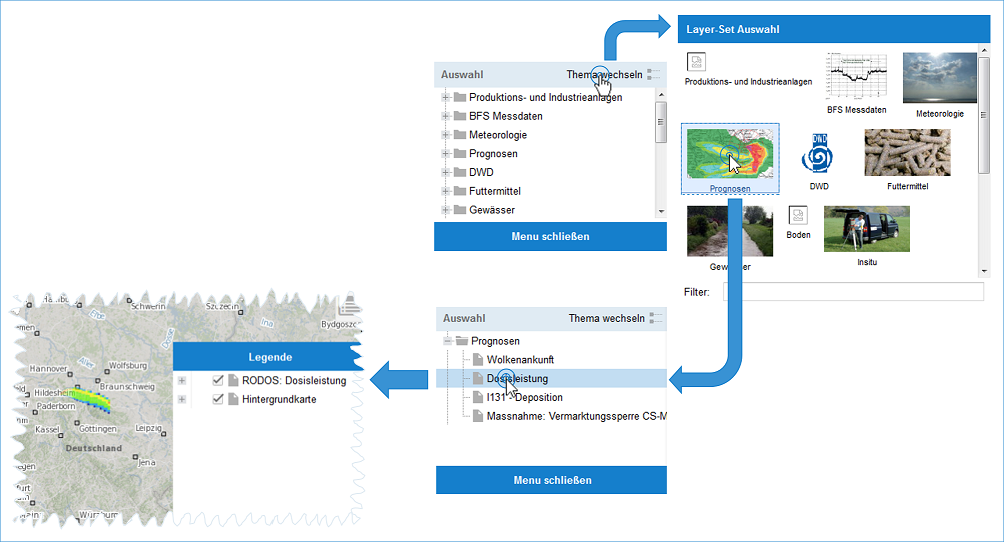 Auswahl
Thema wechseln
Produktions- und Industrieanlagen
BFS Messdaten
Meteorologie
Prognosen
DWD
Futtermittel
Gewässer
Menu schließen
Layer-Set Auswahl
Produktions- und Industrieanlagen
BFS Messdaten
Meteorologie
Prognosen
DWD
DWD
Futtermittel
Gewässer
Boden
Insitu
Filter:
Auswahl
Thema wechseln
Prognosen
Wolkenankunft
Dosisleistung
I131 - Deposition
Massnahme: Vermarktungssperre CS-M
Menu schließen
Legende
RODOS: Dosisleistung
Hintergrundkarte
Schwerin
Szczecin
Elbe
Ina
Bydgoszc
Aller
Hannover
Wolfsburg
Hildesheim
Braunschweig
Paderborn
Kassel
Göttingen
Leipzig
Deutschland
Jena
Würzburg